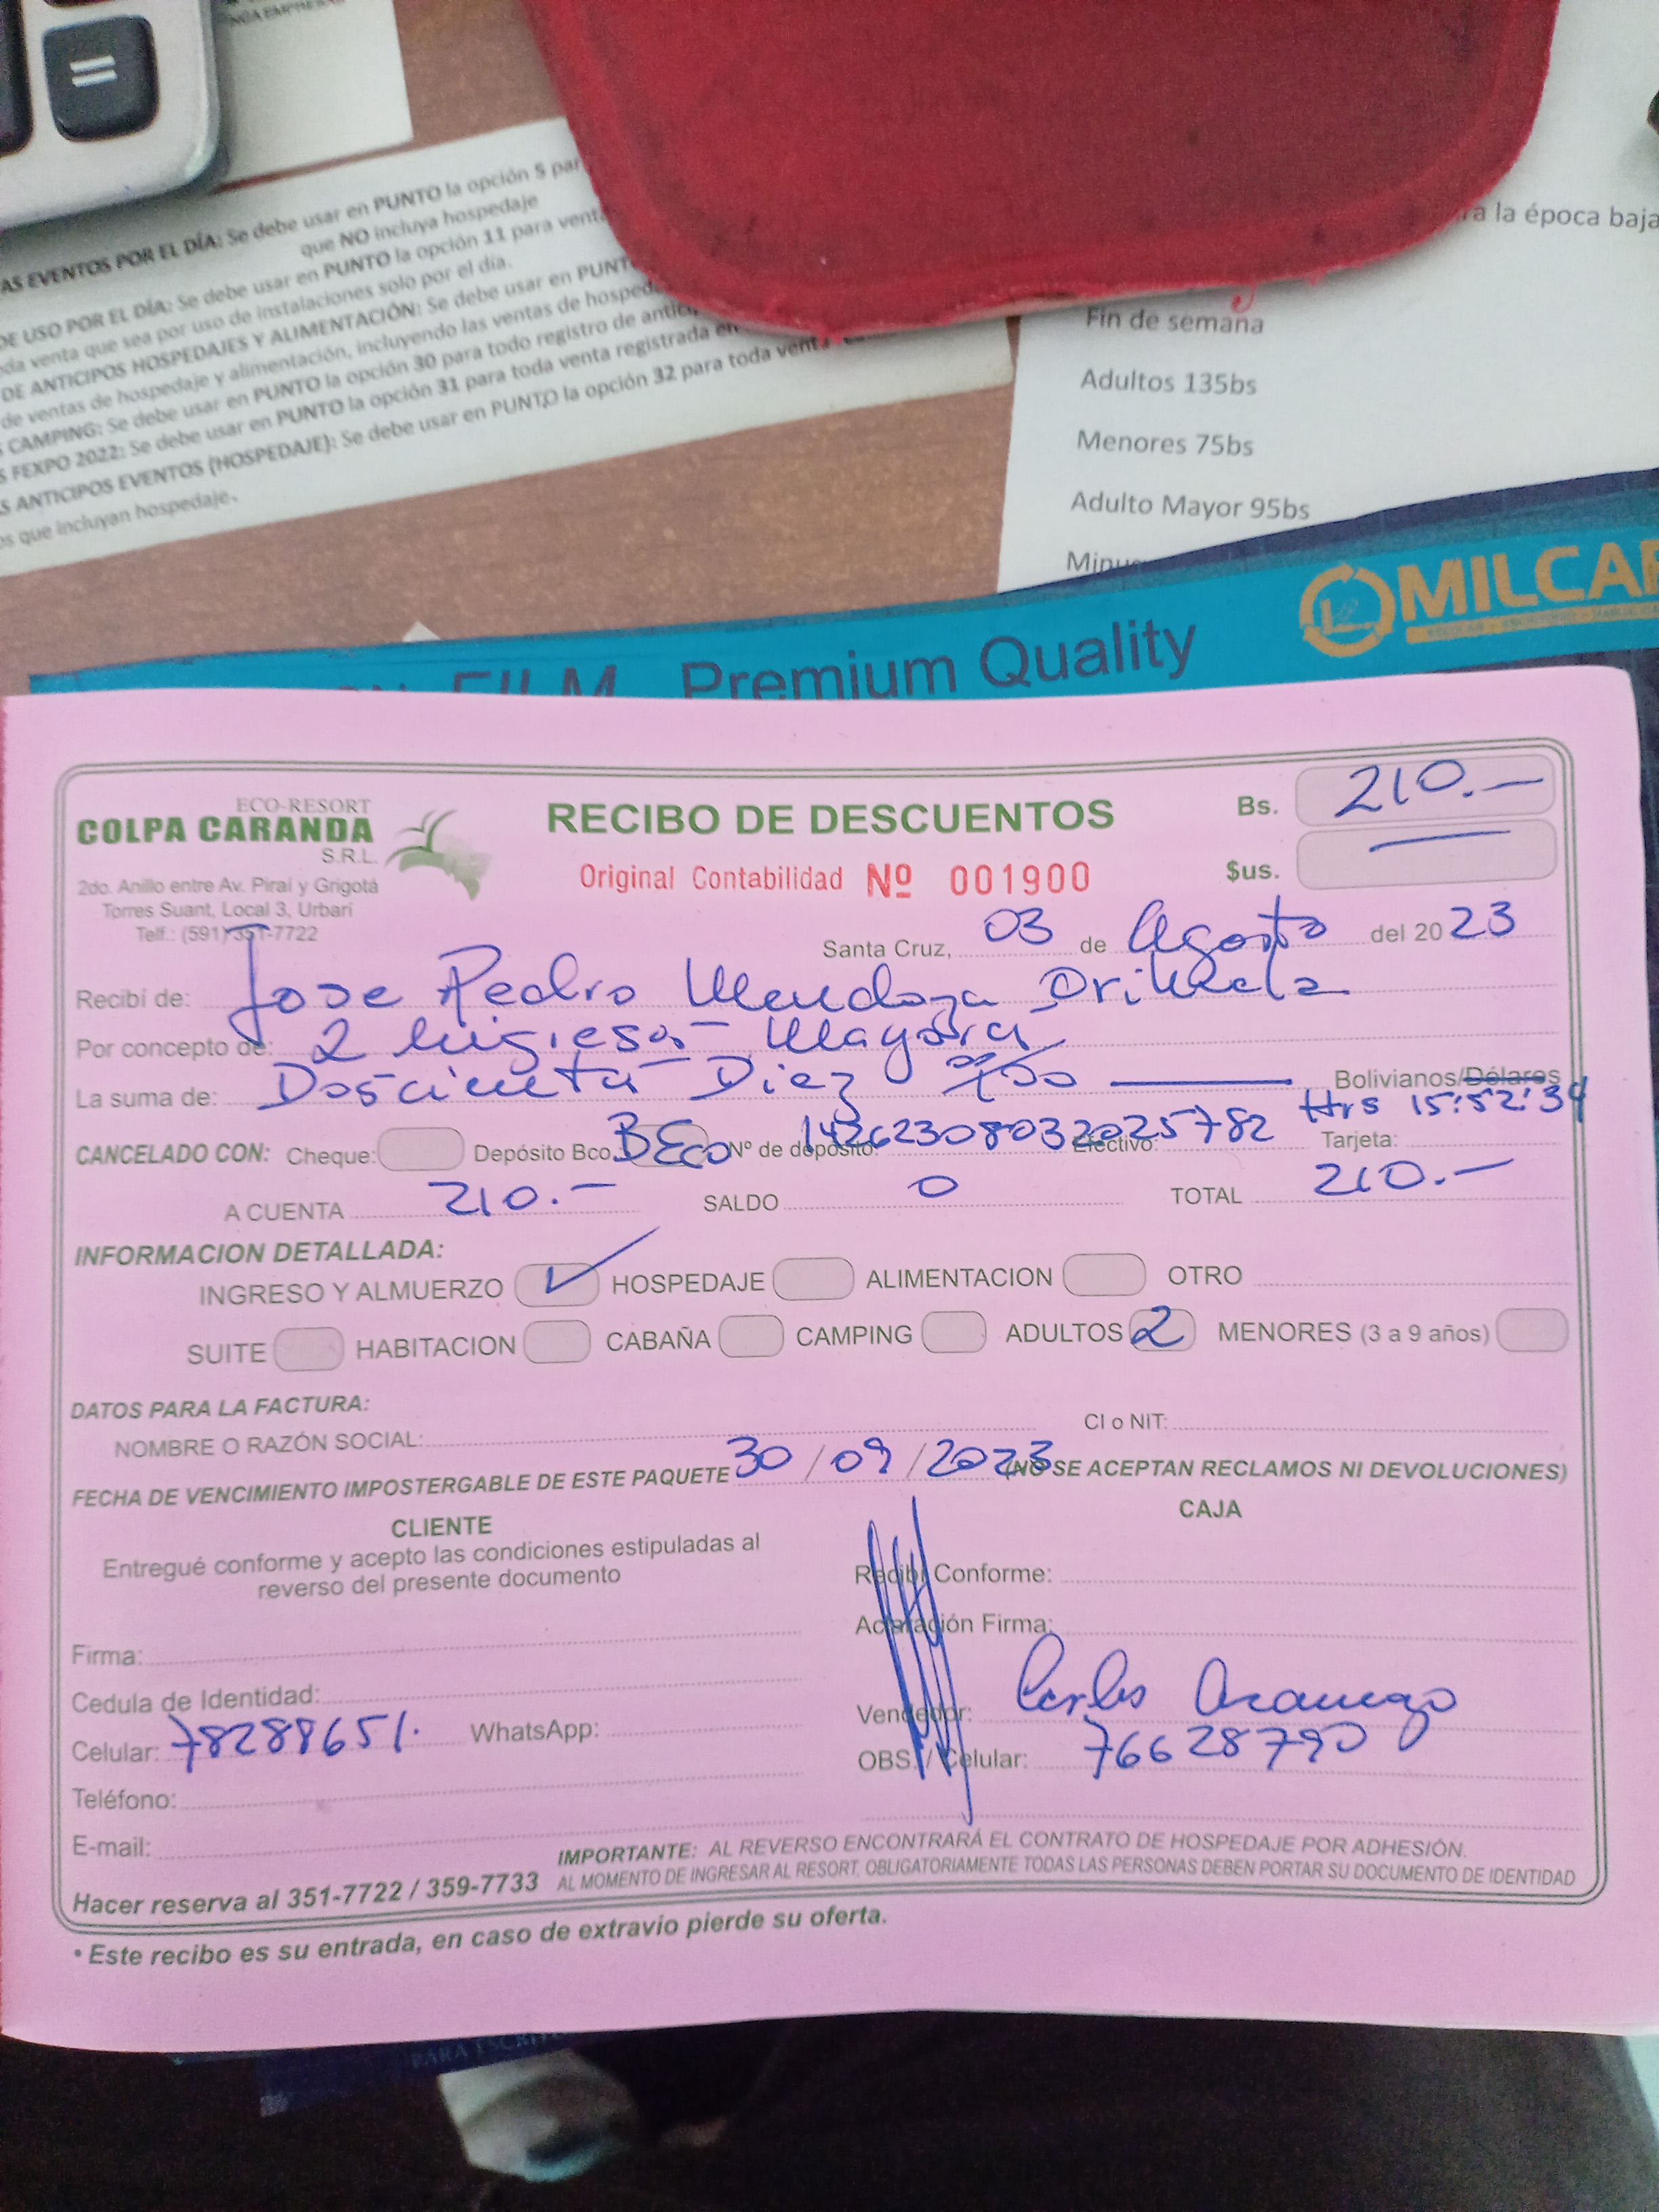 =
AS EVENTOS POR EL DÍA: Se debe usar en PUNTO la opción 5 par
que NO incluya hospedaje
DE USO POR EL DÍA: Se debe usar en PUNTO la opción 11 para venta
da venta que sea por uso de instalaciones solo por el día.
DE ANTICIPOS HOSPEDAJES Y ALIMENTACIÓN: Se debe usar en PUNT
de ventas de hospedaje y alimentación, incluyendo las ventas de hosped
CAMPING: Se debe usar en PUNTO la opción 30 para todo registro de antici
S FEXPO 2022: Se debe usar en PUNTO la opción 31 para toda venta registrada en
S ANTICIPOS EVENTOS (HOSPEDAJE): Se debe usar en PUNTO la opción 32 para toda venta
os que incluyan hospedaje.
ra la época baja
Fin de semana
Adultos 135bs
Menores 75bs
Adulto Mayor 95bs
FILM Premium Quality
MILCAR
ECO-RESORT
COLPA CARANDA
S.R.L.
2do. Anillo entre Av. Piraí y Grigotá
Torres Suant, Local 3, Urbarí
Telf.: (591) 351-7722
RECIBO DE DESCUENTOS
Original Contabilidad Nº 001900
Bs. 210.-
$us. —
Santa Cruz, 03 de Agosto del 2023
Recibí de: Jose Pedro Mendoza
Por concepto de: 2 Ingresos Mayores
La suma de: Doscientos Diez 00/100 Bolivianos/Dólares
Hrs 15:52:34
CANCELADO CON: Cheque: Depósito Bco. BEco Nº de depósito: 14262308032025782 Efectivo: Tarjeta:
A CUENTA 210.- SALDO 0 TOTAL 210.-
INFORMACION DETALLADA:
INGRESO Y ALMUERZO ✓ HOSPEDAJE ALIMENTACION OTRO
SUITE HABITACION CABAÑA CAMPING ADULTOS 2 MENORES (3 a 9 años)
DATOS PARA LA FACTURA:
NOMBRE O RAZÓN SOCIAL: CI o NIT:
FECHA DE VENCIMIENTO IMPOSTERGABLE DE ESTE PAQUETE 30/09/2023 (NO SE ACEPTAN RECLAMOS NI DEVOLUCIONES)
CLIENTE
Entregué conforme y acepto las condiciones estipuladas al
reverso del presente documento
Firma:
Cedula de Identidad:
Celular: 78288651. WhatsApp:
Teléfono:
E-mail:
CAJA
Recibí Conforme:
Aclaración Firma:
Vendedor: Carlos
OBS. / Celular: 76628790
Hacer reserva al 351-7722 / 359-7733
IMPORTANTE: AL REVERSO ENCONTRARÁ EL CONTRATO DE HOSPEDAJE POR ADHESIÓN.
AL MOMENTO DE INGRESAR AL RESORT, OBLIGATORIAMENTE TODAS LAS PERSONAS DEBEN PORTAR SU DOCUMENTO DE IDENTIDAD
• Este recibo es su entrada, en caso de extravio pierde su oferta.